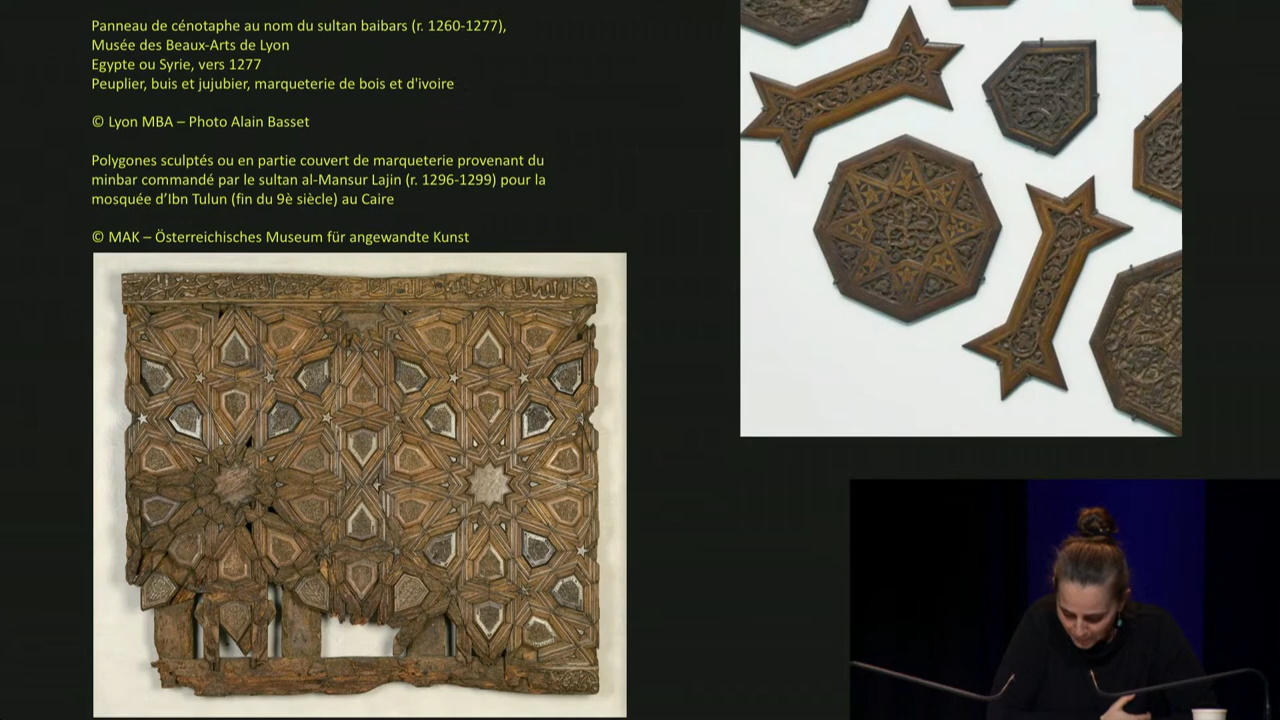 Panneau de cénotaphe au nom du sultan baibars (r. 1260-1277),
Musée des Beaux-Arts de Lyon
Egypte ou Syrie, vers 1277
Peuplier, buis et jujubier, marqueterie de bois et d'ivoire
© Lyon MBA – Photo Alain Basset
Polygones sculptés ou en partie couvert de marqueterie provenant du
minbar commandé par le sultan al-Mansur Lajin (r. 1296-1299) pour la
mosquée d’Ibn Tulun (fin du 9è siècle) au Caire
© MAK – Österreichisches Museum für angewandte Kunst